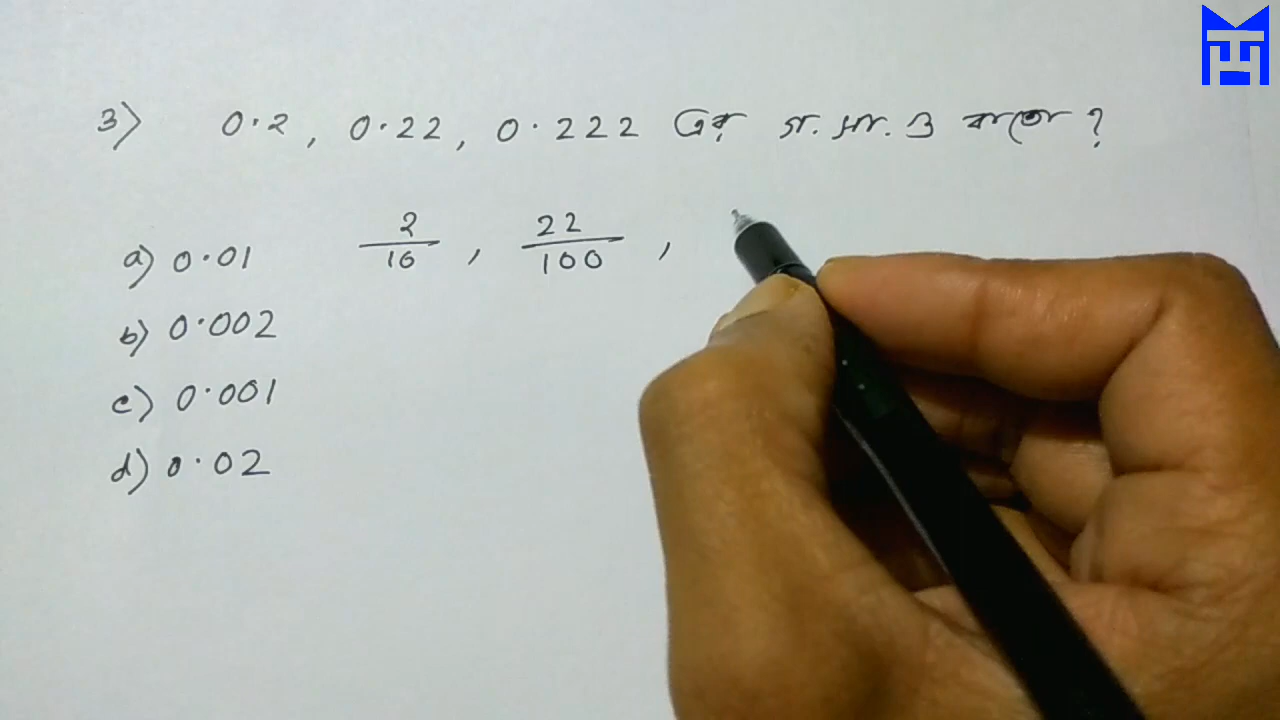 3) 0.2, 0.22, 0.222 এর গ. সা. গু কতো?
2/10, 22/100,
a) 0.01
b) 0.002
c) 0.001
d) 0.02